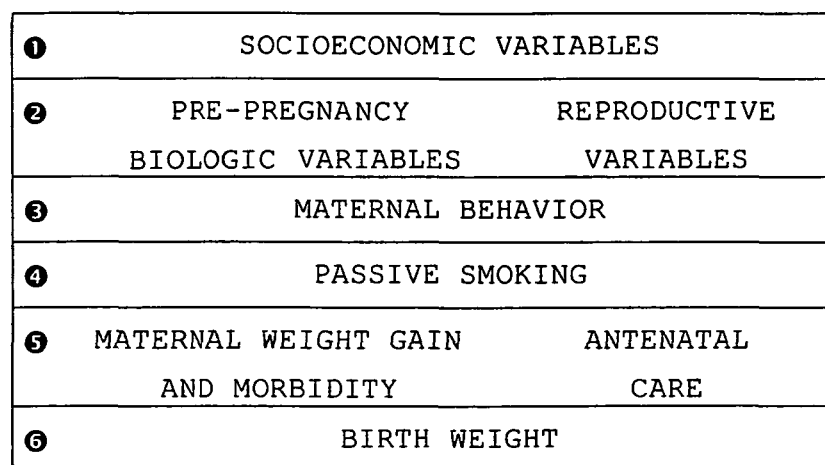 ❶ SOCIOECONOMIC VARIABLES
❷ PRE-PREGNANCY REPRODUCTIVE
BIOLOGIC VARIABLES VARIABLES
❸ MATERNAL BEHAVIOR
❹ PASSIVE SMOKING
❺ MATERNAL WEIGHT GAIN ANTENATAL
AND MORBIDITY CARE
❻ BIRTH WEIGHT